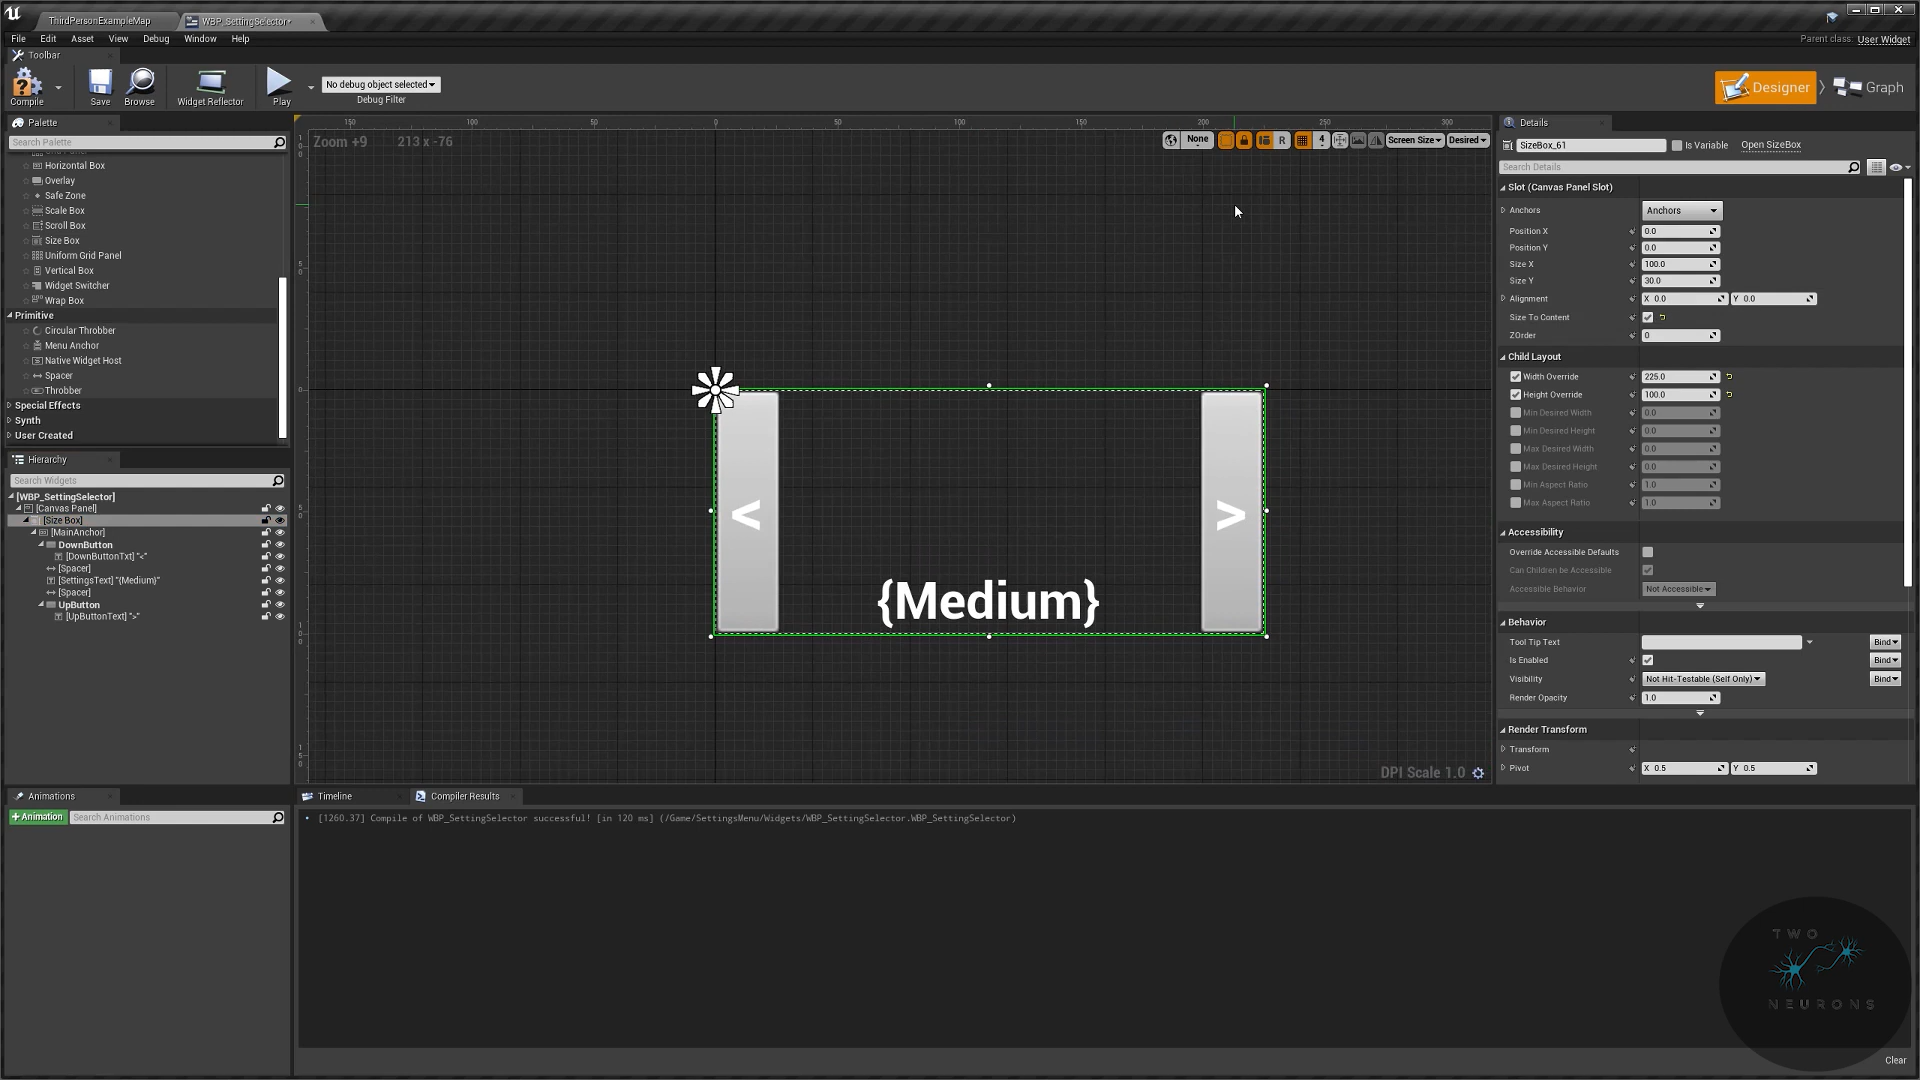 ThirdPersonExampleMap
WBP_SettingSelector*
File Edit Asset View Debug Window Help
Parent class: User Widget
Toolbar
Compile
Save
Browse
Widget Reflector
Play
No debug object selected
Debug Filter
Designer
Graph
Palette
Search Palette
Horizontal Box
Overlay
Safe Zone
Scale Box
Scroll Box
Size Box
Uniform Grid Panel
Vertical Box
Widget Switcher
Wrap Box
Primitive
Circular Throbber
Menu Anchor
Native Widget Host
Spacer
Throbber
Special Effects
Synth
User Created
Hierarchy
Search Widgets
[WBP_SettingSelector]
[Canvas Panel]
[Size Box]
[MainAnchor]
DownButton
[DownButtonTxt] "<"
[Spacer]
[SettingsText] "{Medium}"
[Spacer]
UpButton
[UpButtonText] ">"
Animations
+Animation
Search Animations
150 50 0 50 100 150 200 250 300
Zoom +9 213 x -76
None
R
4
Screen Size
Desired
<
{Medium}
>
DPI Scale 1.0
Timeline
Compiler Results
[1260.37] Compile of WBP_SettingSelector successful! [in 120 ms] (/Game/SettingsMenu/Widgets/WBP_SettingSelector.WBP_SettingSelector)
Clear
Details
SizeBox_61
Is Variable
Open SizeBox
Search Details
Slot (Canvas Panel Slot)
Anchors Anchors
Position X 0.0
Position Y 0.0
Size X 100.0
Size Y 30.0
Alignment X 0.0 Y 0.0
Size To Content
ZOrder 0
Child Layout
Width Override 225.0
Height Override 100.0
Min Desired Width 0.0
Min Desired Height 0.0
Max Desired Width 0.0
Max Desired Height 0.0
Min Aspect Ratio 1.0
Max Aspect Ratio 1.0
Accessibility
Override Accessible Defaults
Can Children be Accessible
Accessible Behavior Not Accessible
Behavior
Tool Tip Text Bind
Is Enabled Bind
Visibility Not Hit-Testable (Self Only) Bind
Render Opacity 1.0
Render Transform
Transform
Pivot X 0.5 Y 0.5
TWO
NEURONS